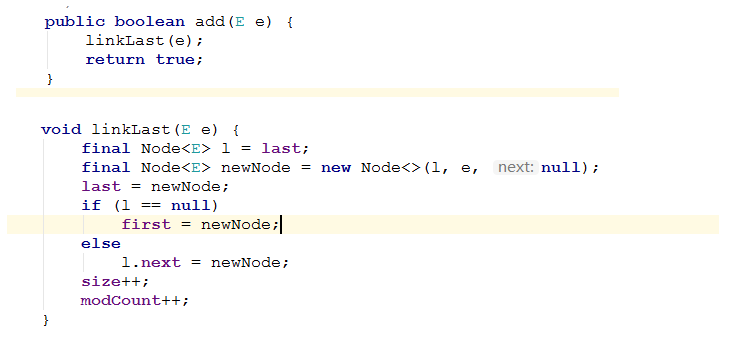 public boolean add(E e) {
    linkLast(e);
    return true;
}
void linkLast(E e) {
    final Node<E> l = last;
    final Node<E> newNode = new Node<>(l, e, next: null);
    last = newNode;
    if (l == null)
        first = newNode;
    else
        l.next = newNode;
    size++;
    modCount++;
}